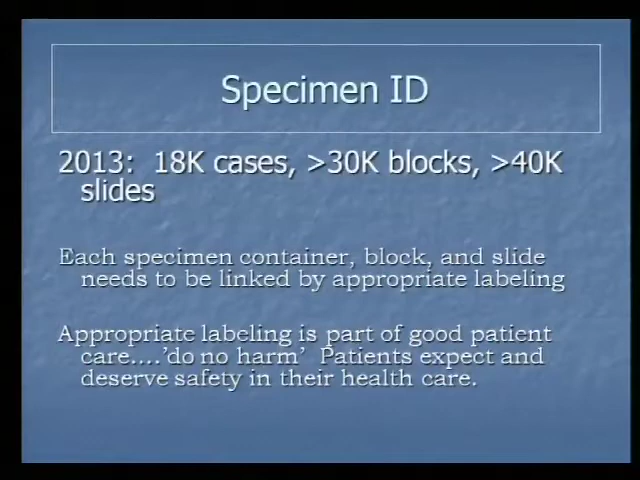 Specimen ID
2013:  18K cases, >30K blocks, >40K
slides
Each specimen container, block, and slide
needs to be linked by appropriate labeling
Appropriate labeling is part of good patient
care....'do no harm'  Patients expect and
deserve safety in their health care.